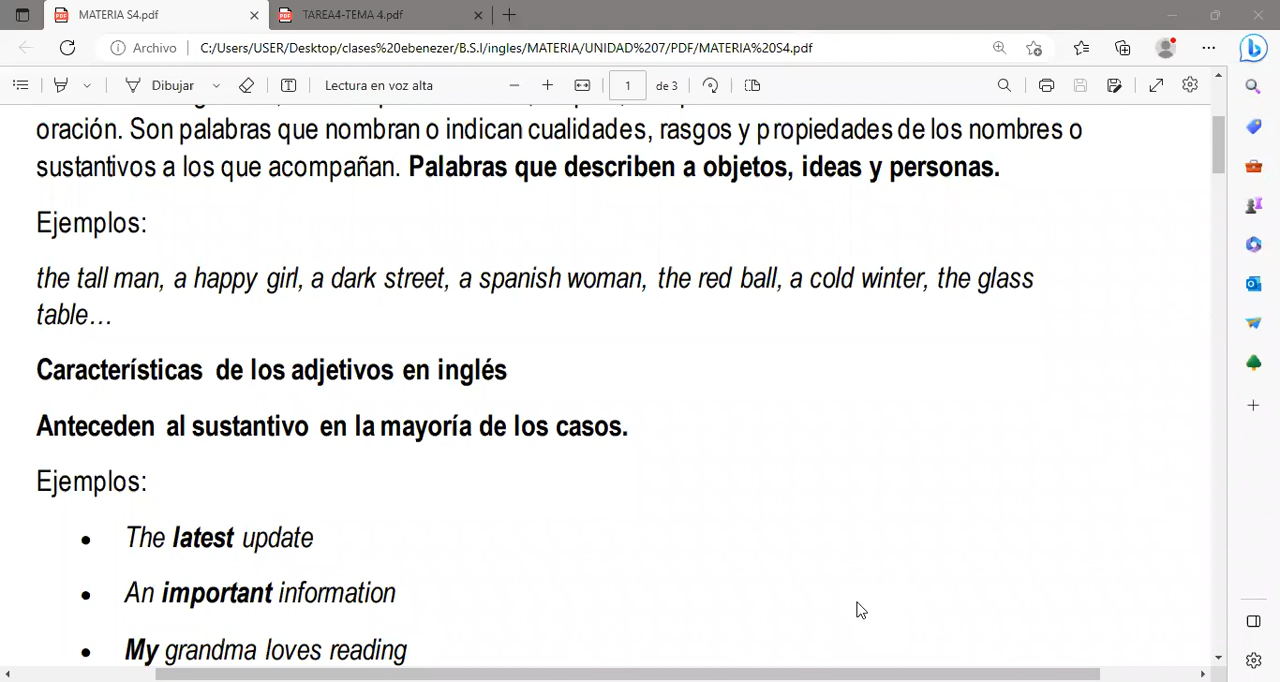 MATERIA S4.pdf
TAREA4-TEMA 4.pdf
Archivo
C:/Users/USER/Desktop/clases%20ebenezer/B.S.I/ingles/MATERIA/UNIDAD%207/PDF/MATERIA%20S4.pdf
Dibujar
Lectura en voz alta
1
de 3
oración. Son palabras que nombran o indican cualidades, rasgos y propiedades de los nombres o
sustantivos a los que acompañan. Palabras que describen a objetos, ideas y personas.
Ejemplos:
the tall man, a happy girl, a dark street, a spanish woman, the red ball, a cold winter, the glass
table…
Características de los adjetivos en inglés
Anteceden al sustantivo en la mayoría de los casos.
Ejemplos:
• The latest update
• An important information
• My grandma loves reading